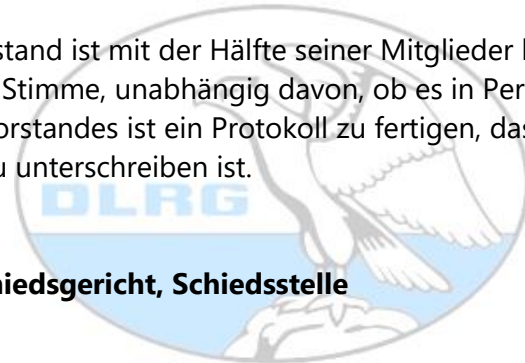 stand ist mit der Hälfte seiner Mitglieder
Stimme, unabhängig davon, ob es in Per
orstandes ist ein Protokoll zu fertigen, das
u unterschreiben ist.
DLRG
iedsgericht, Schiedsstelle